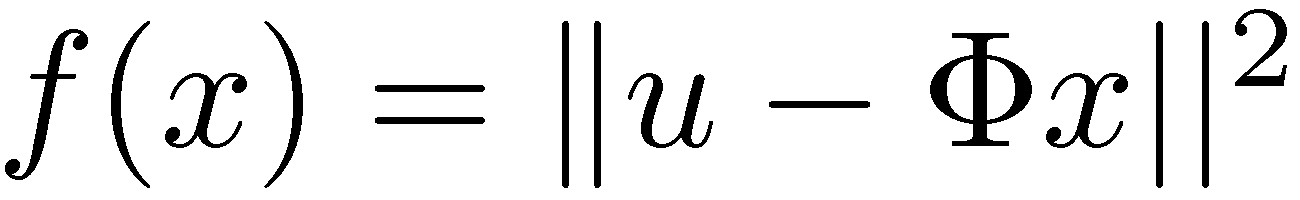 f(x) = ‖u − Φx||²